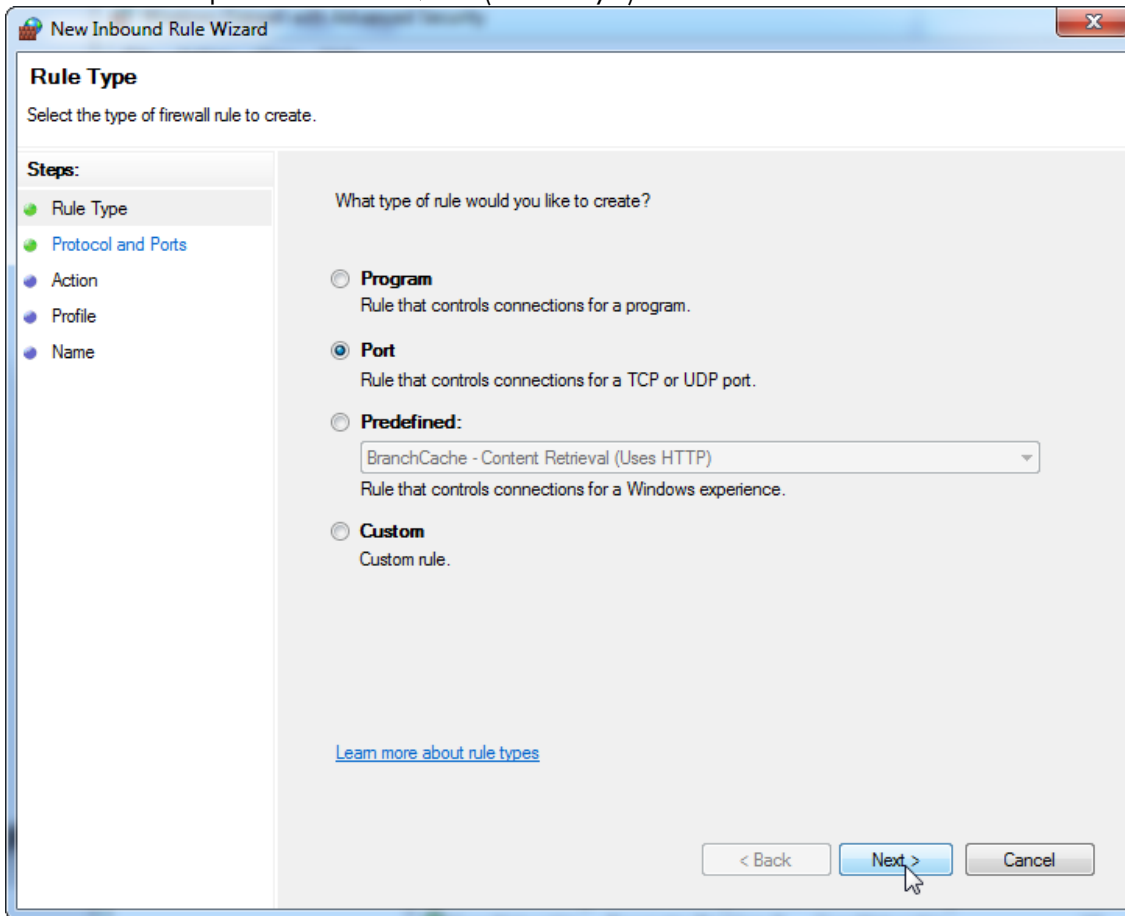 New Inbound Rule Wizard
Rule Type
Select the type of firewall rule to create.
Steps:
Rule Type
Protocol and Ports
Action
Profile
Name
What type of rule would you like to create?
Program
Rule that controls connections for a program.
Port
Rule that controls connections for a TCP or UDP port.
Predefined:
BranchCache - Content Retrieval (Uses HTTP)
Rule that controls connections for a Windows experience.
Custom
Custom rule.
Learn more about rule types
< Back
Next >
Cancel